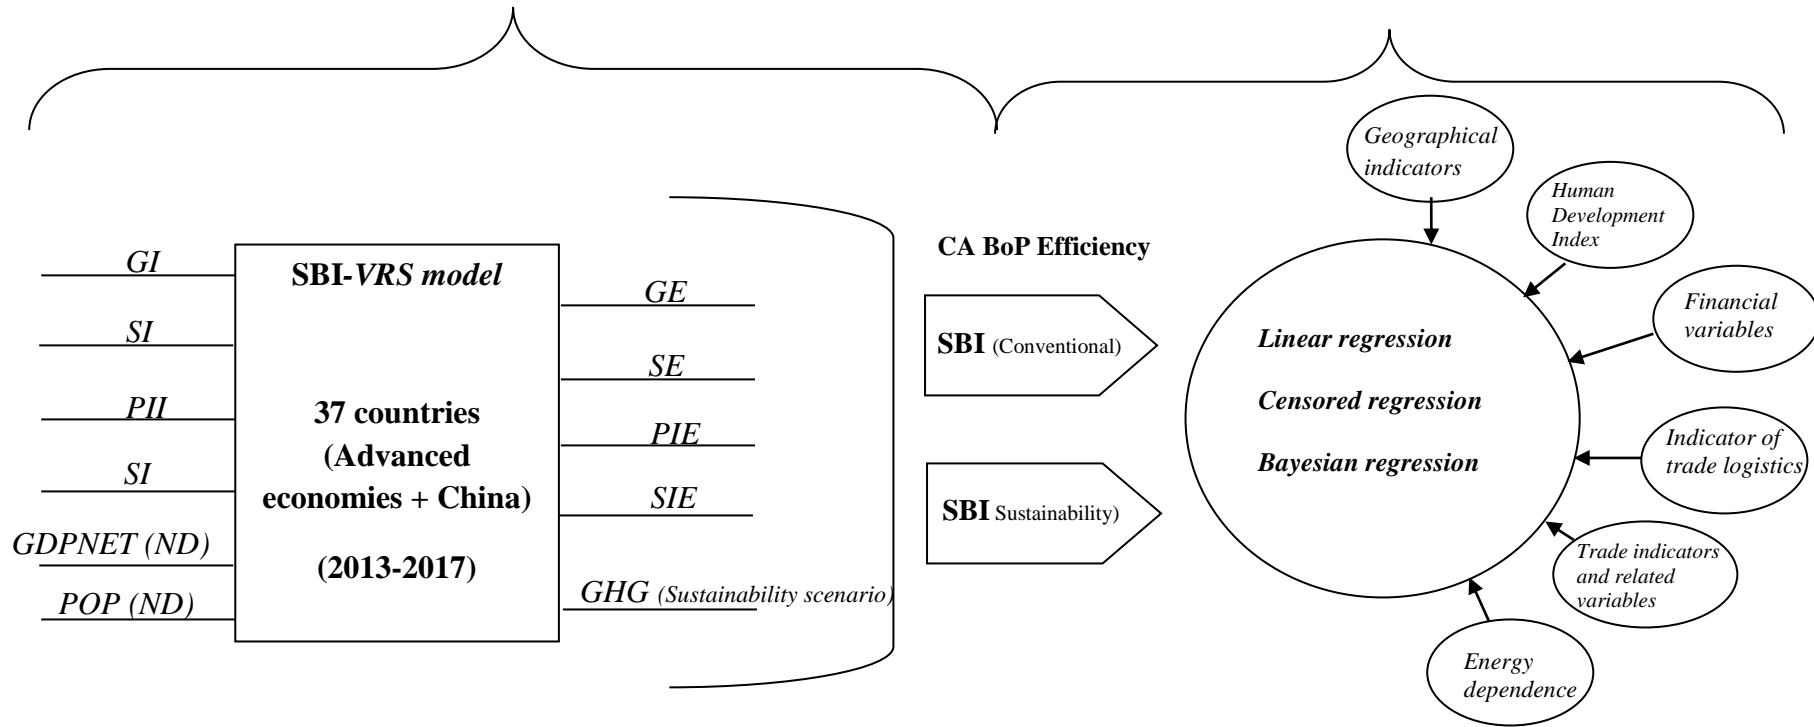 GI
SI
PII
SI
GDPNET (ND)
POP (ND)
SBI-VRS model
37 countries
(Advanced
economies + China)
(2013-2017)
GE
SE
PIE
SIE
GHG (Sustainability scenario)
CA BoP Efficiency
SBI (Conventional)
SBI Sustainability)
Linear regression
Censored regression
Bayesian regression
Geographical
indicators
Human
Development
Index
Financial
variables
Indicator of
trade logistics
Trade indicators
and related
variables
Energy
dependence